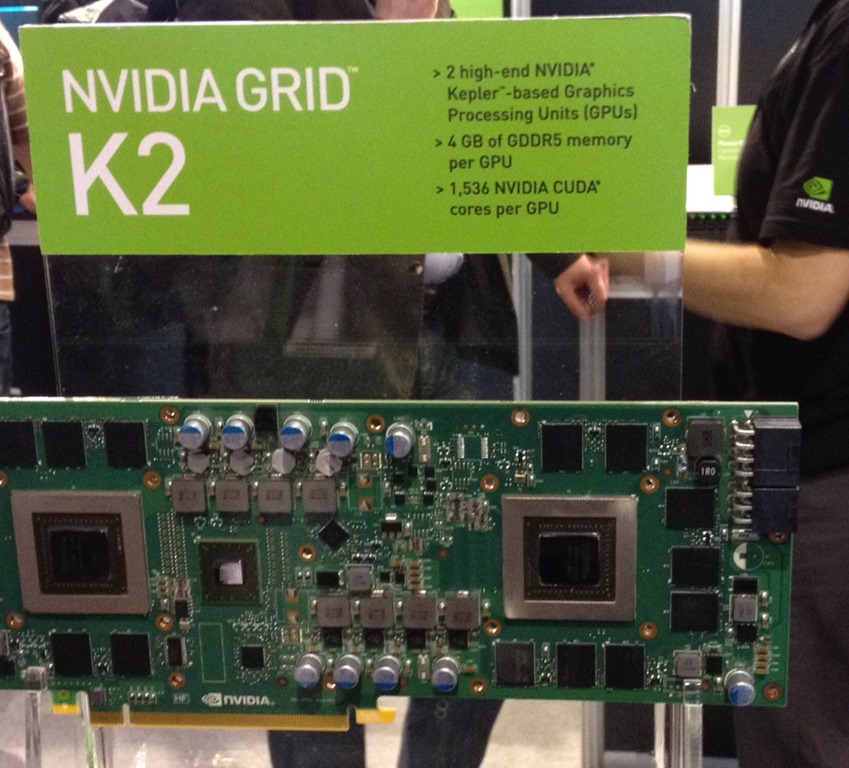 NVIDIA GRID™
K2
> 2 high-end NVIDIA®
Kepler™-based Graphics
Processing Units (GPUs)
> 4 GB of GDDR5 memory
per GPU
> 1,536 NVIDIA CUDA®
cores per GPU
NVIDIA
1R0
NVIDIA